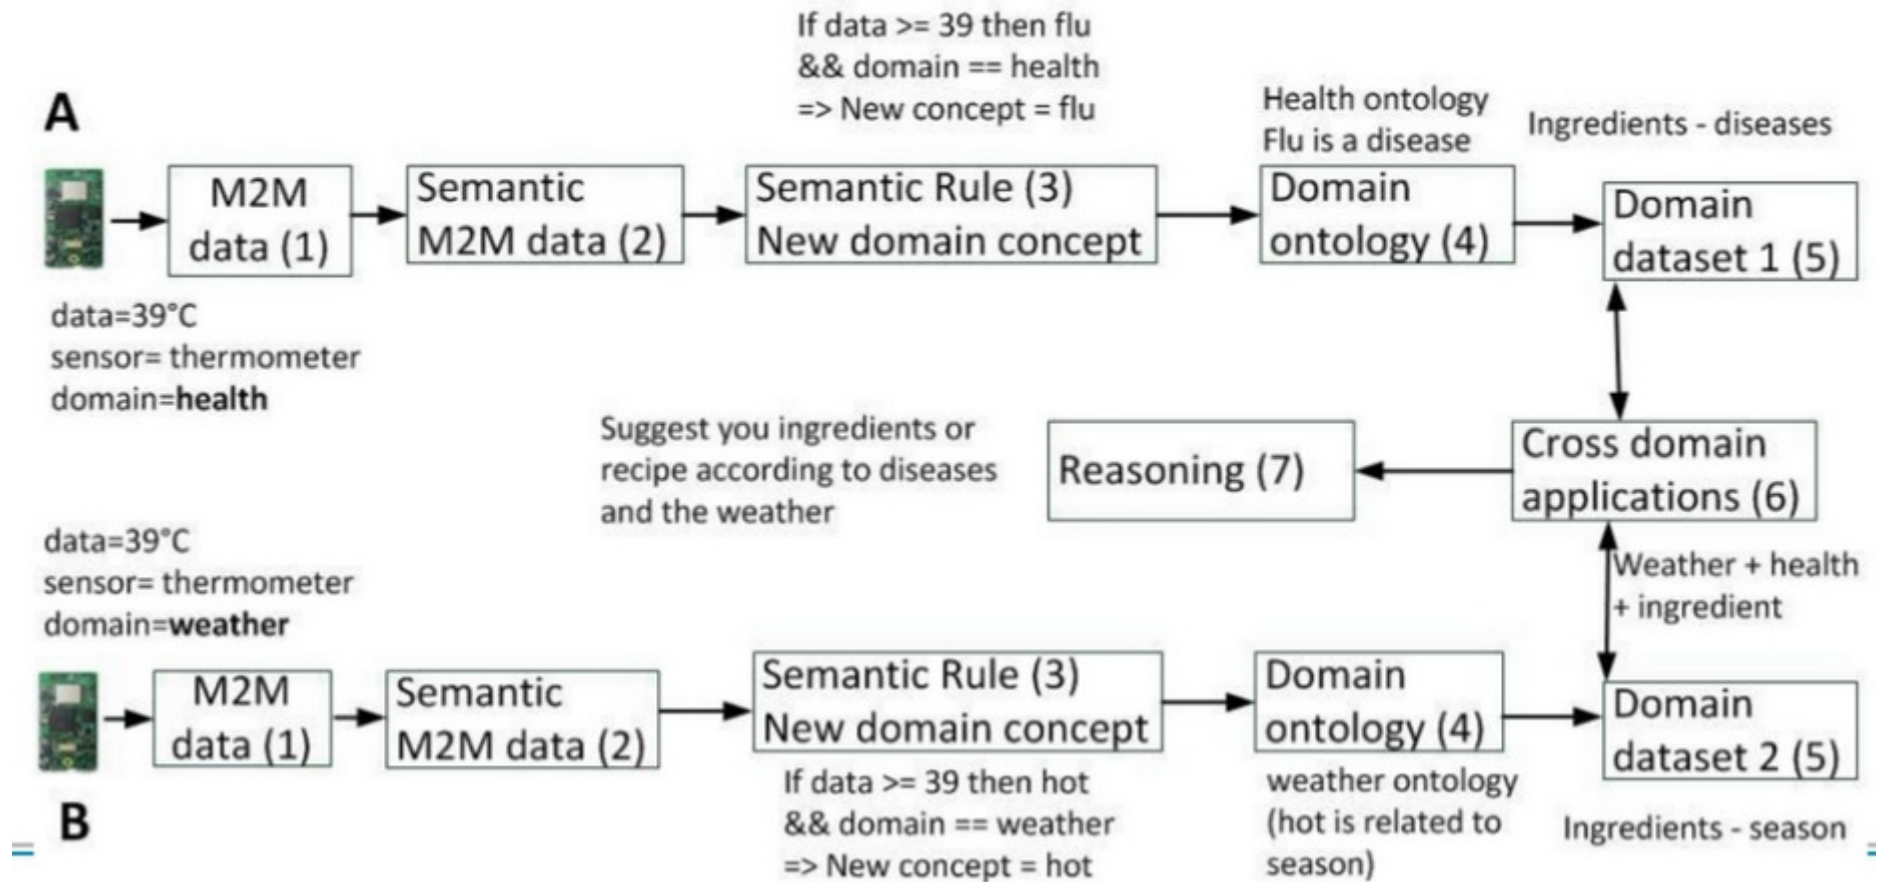 If data >= 39 then flu
&& domain == health
=> New concept = flu
A
Health ontology
Flu is a disease
Ingredients - diseases
M2M
data (1)
Semantic
M2M data (2)
Semantic Rule (3)
New domain concept
Domain
ontology (4)
Domain
dataset 1 (5)
data=39°C
sensor= thermometer
domain=health
Suggest you ingredients or
recipe according to diseases
and the weather
Reasoning (7)
Cross domain
applications (6)
Weather + health
+ ingredient
data=39°C
sensor= thermometer
domain=weather
M2M
data (1)
Semantic
M2M data (2)
Semantic Rule (3)
New domain concept
Domain
ontology (4)
Domain
dataset 2 (5)
B
If data >= 39 then hot
&& domain == weather
=> New concept = hot
weather ontology
(hot is related to
season)
Ingredients - season